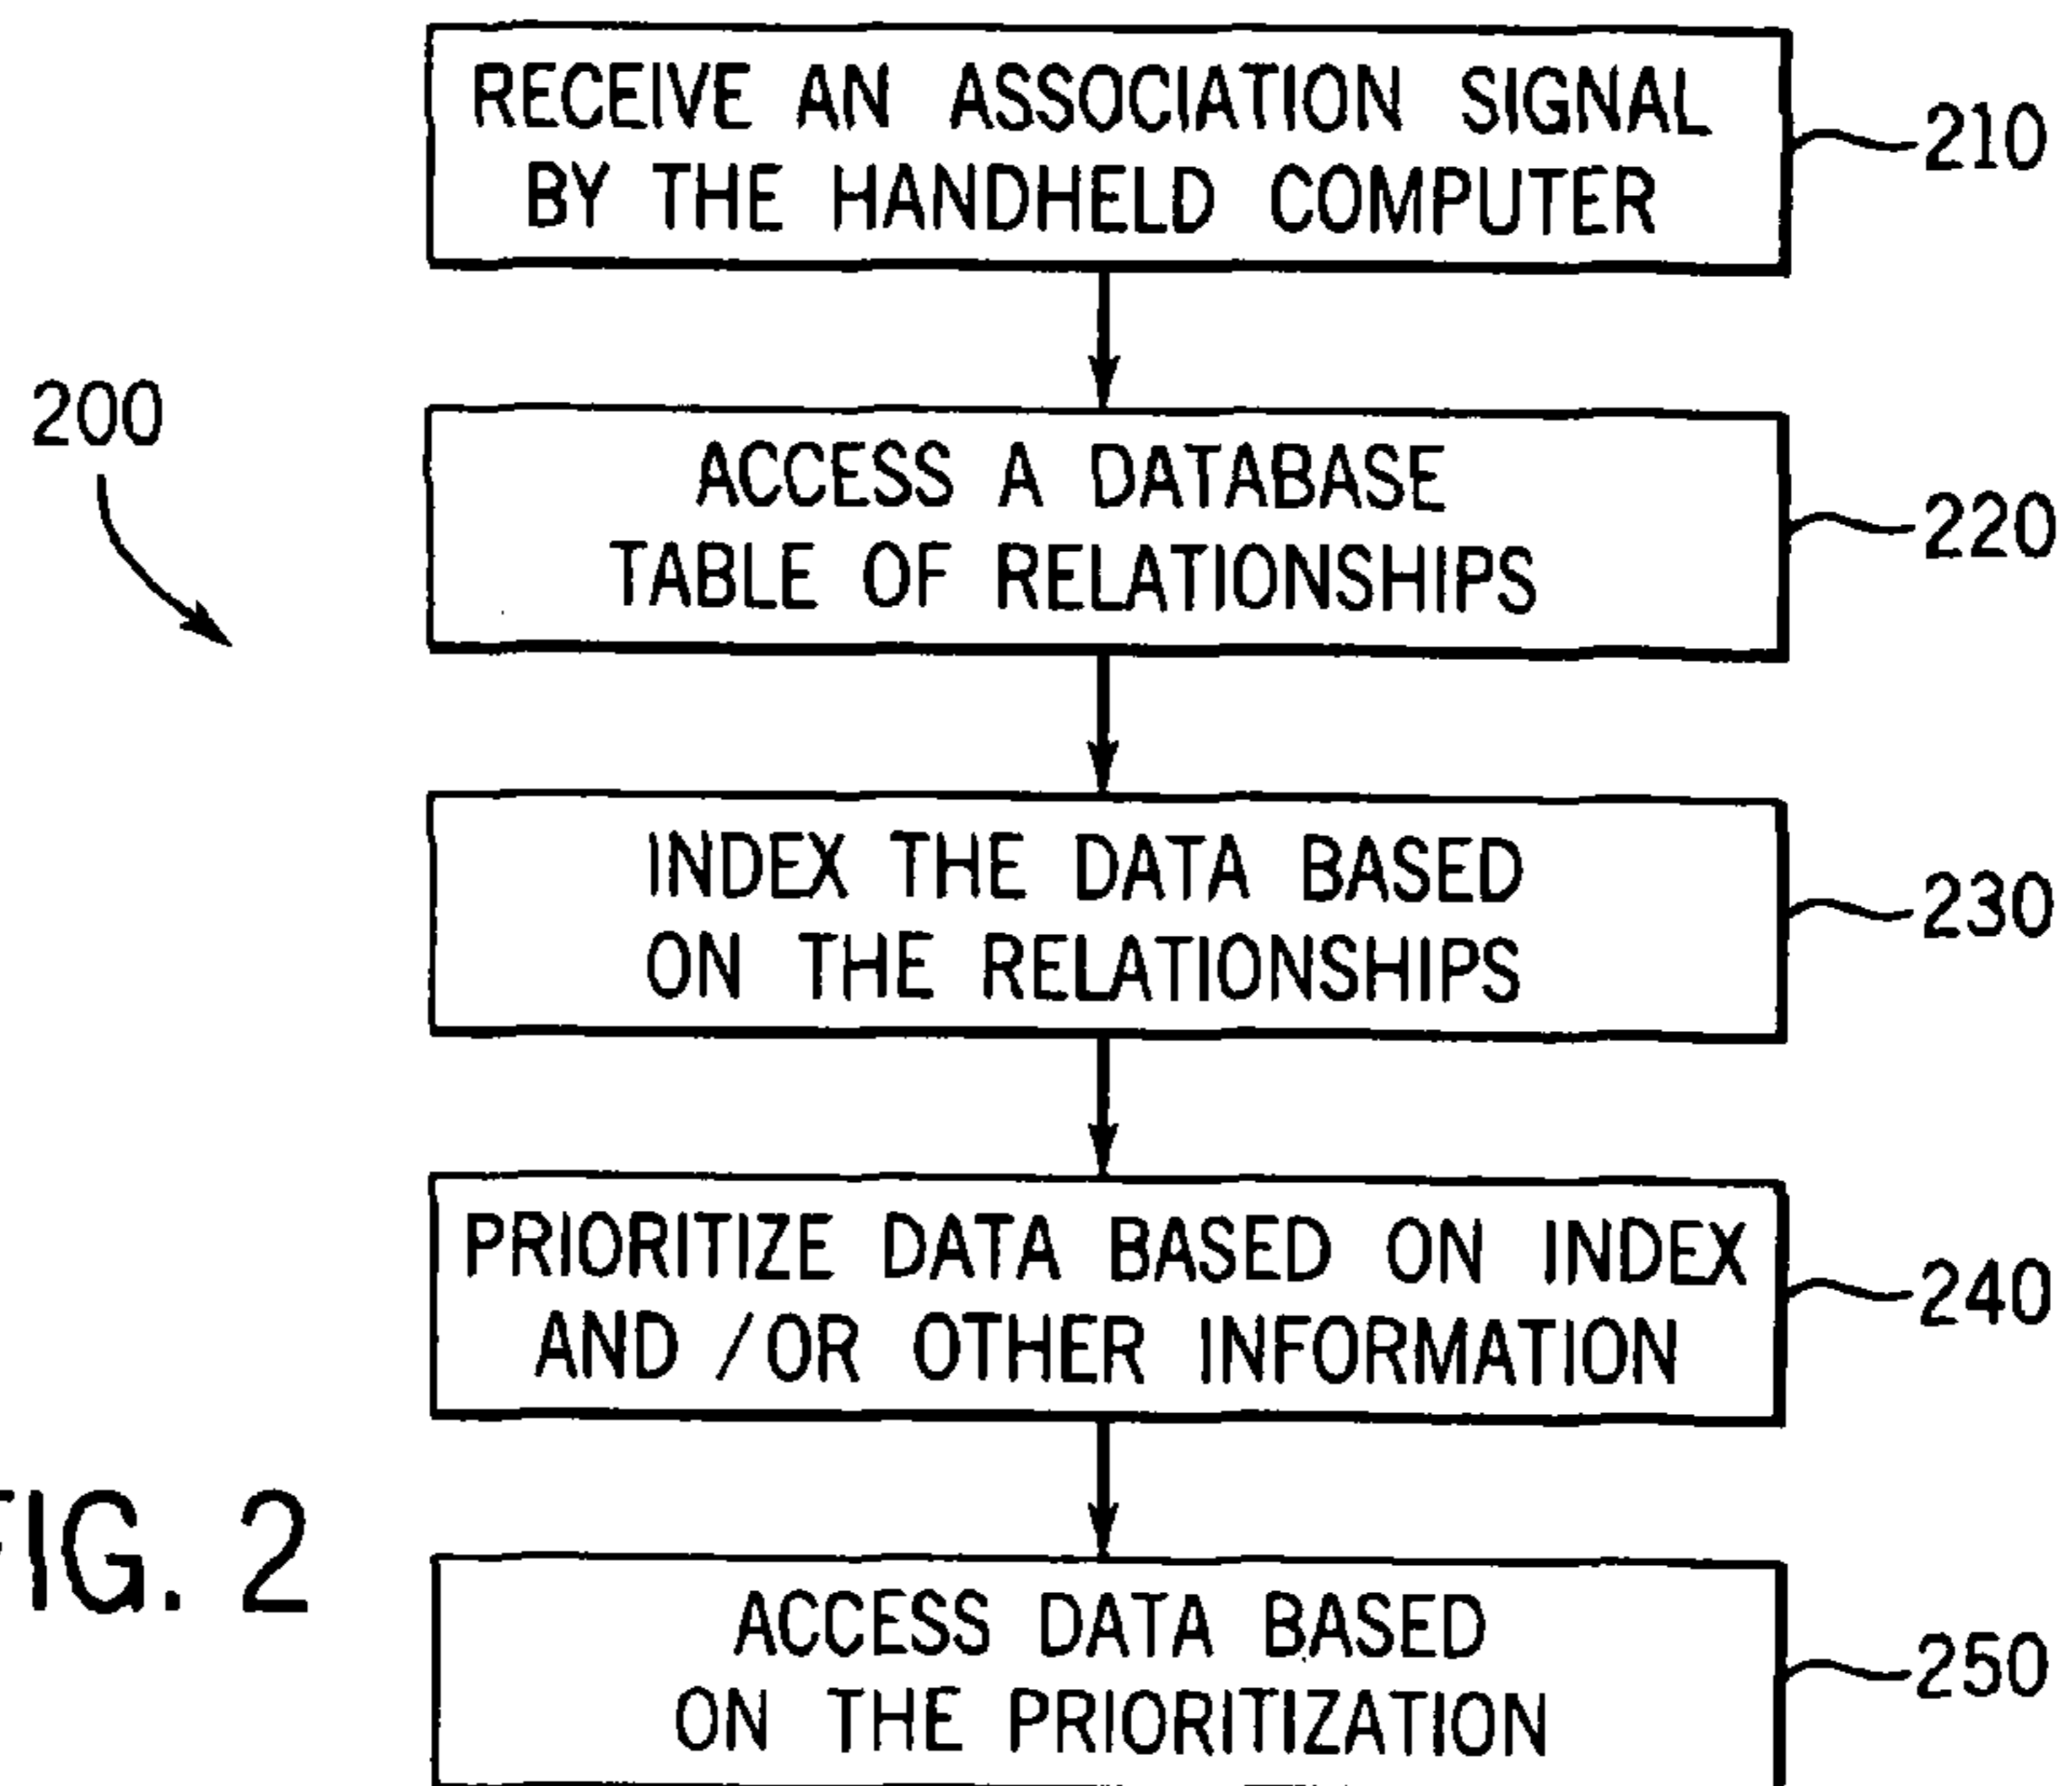 RECEIVE AN ASSOCIATION SIGNAL
BY THE HANDHELD COMPUTER
210
200
ACCESS A DATABASE
TABLE OF RELATIONSHIPS
220
INDEX THE DATA BASED
ON THE RELATIONSHIPS
230
PRIORITIZE DATA BASED ON INDEX
AND /OR OTHER INFORMATION
240
FIG. 2
ACCESS DATA BASED
ON THE PRIORITIZATION
250